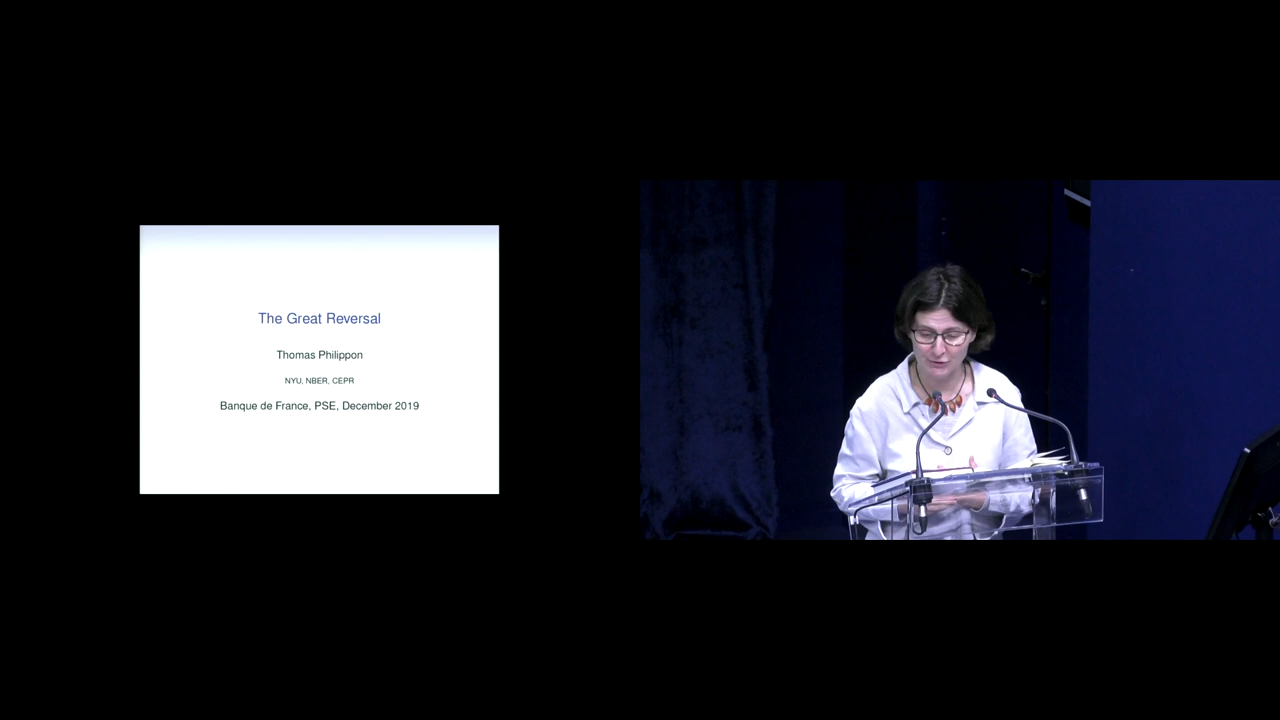 The Great Reversal
Thomas Philippon
NYU, NBER, CEPR
Banque de France, PSE, December 2019